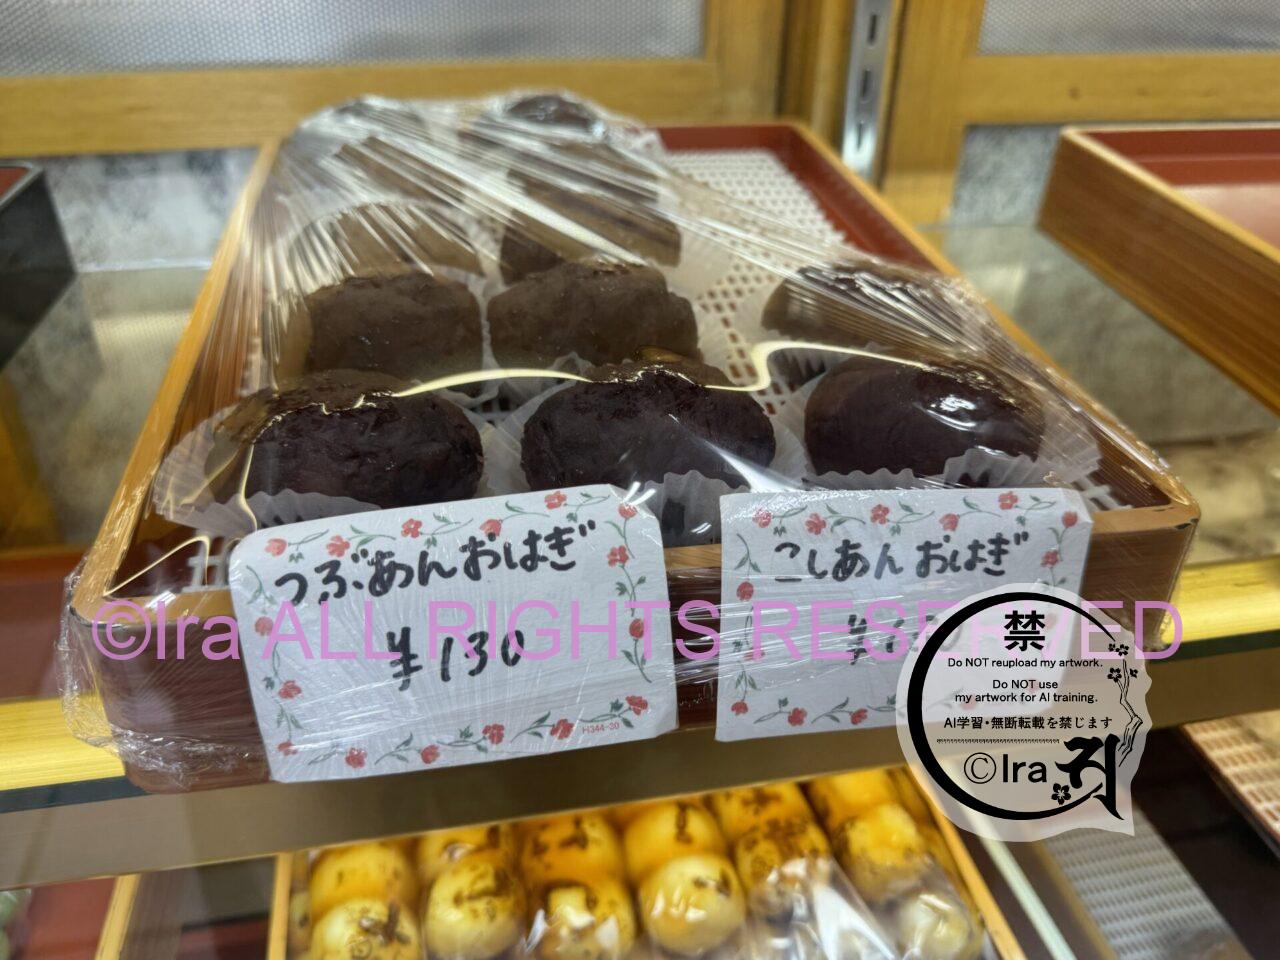 つぶあんおはぎ
¥130
H344-30
こしあんおはぎ
©Ira ALL RIGHTS RESERVED
禁
Do NOT reupload my artwork.
Do NOT use
my artwork for AI training.
AI学習・無断転載を禁じます
©Ira